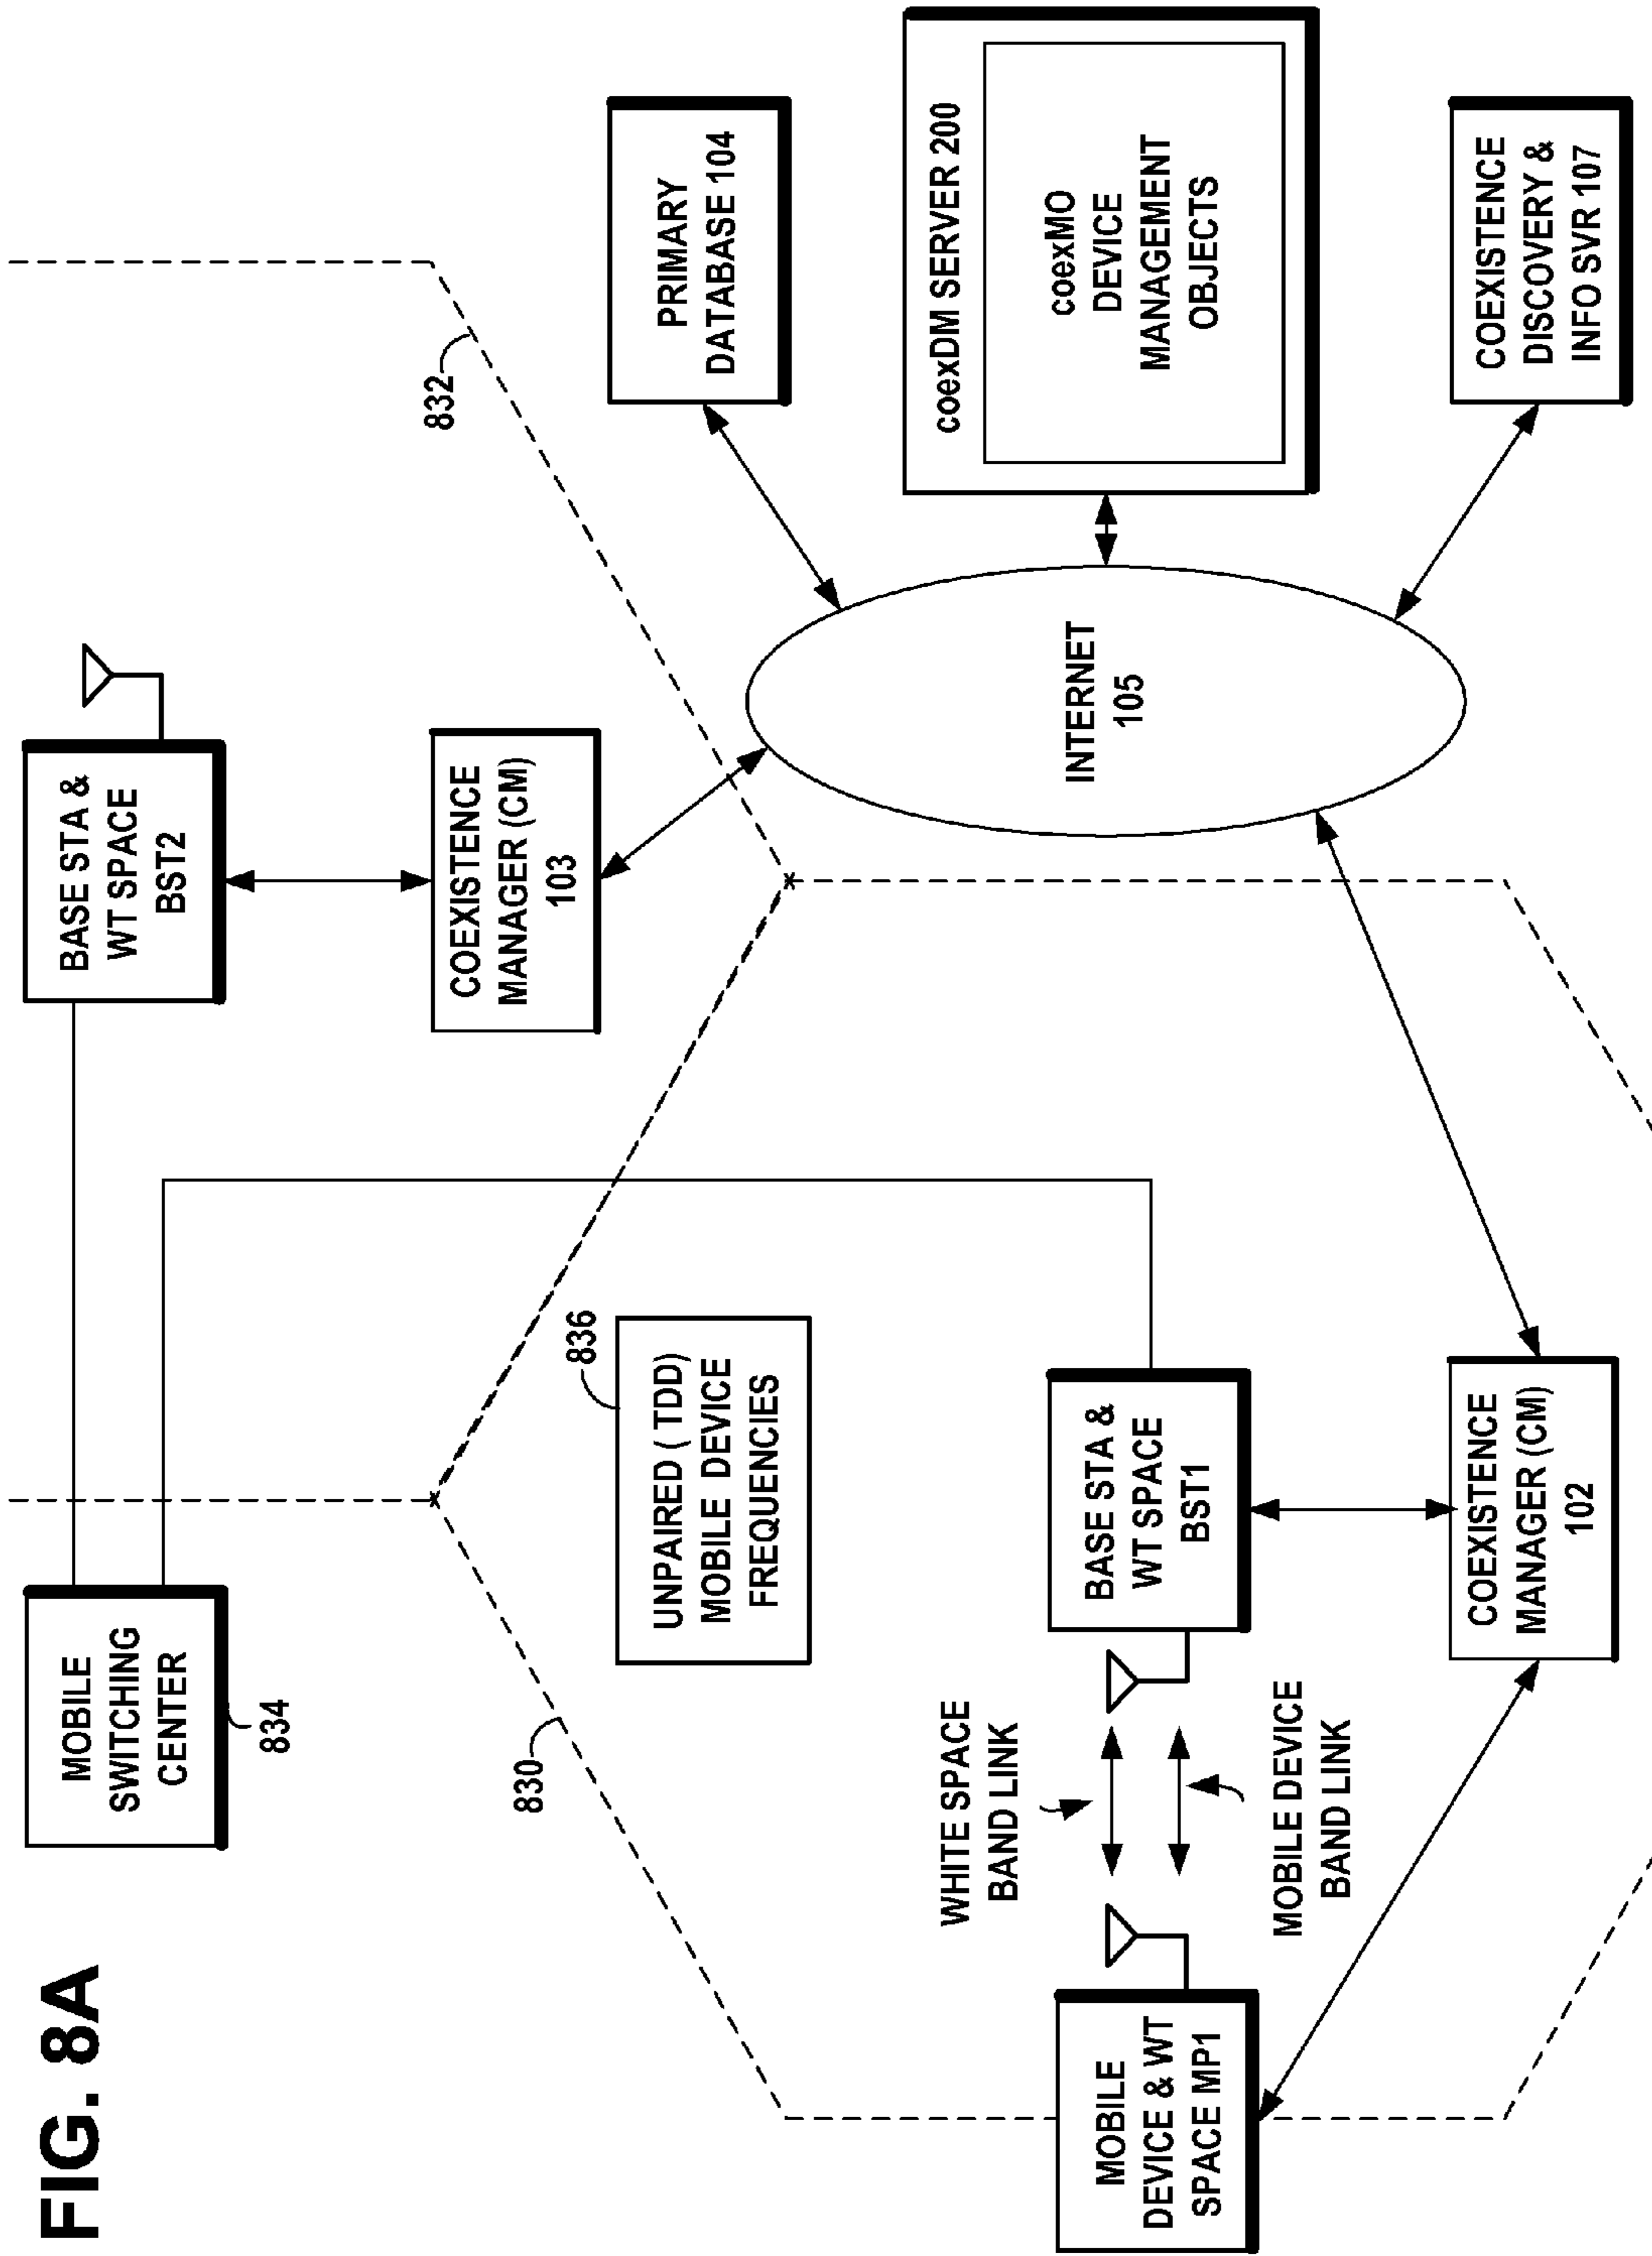 FIG. 8A
MOBILE
SWITCHING
CENTER
834
BASE STA &
WT SPACE
BST2
COEXISTENCE
MANAGER (CM)
103
832
830
836
UNPAIRED ( TDD)
MOBILE DEVICE
FREQUENCIES
PRIMARY
DATABASE 104
coexDM SERVER 200
coexMO
DEVICE
MANAGEMENT
OBJECTS
INTERNET
105
COEXISTENCE
DISCOVERY &
INFO SVR 107
WHITE SPACE
BAND LINK
MOBILE DEVICE
BAND LINK
MOBILE
DEVICE & WT
SPACE MP1
BASE STA &
WT SPACE
BST1
COEXISTENCE
MANAGER (CM)
102